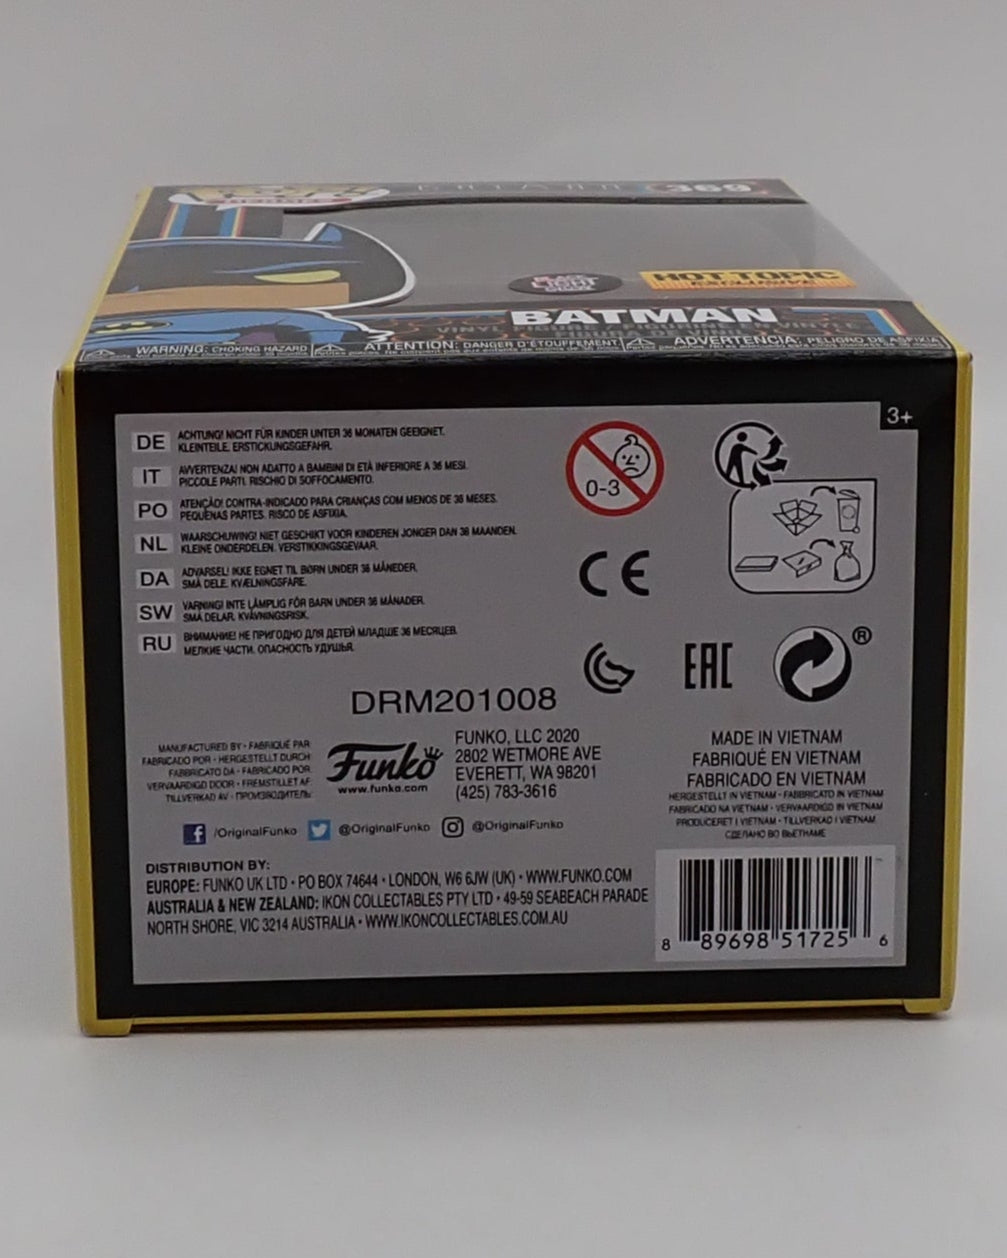 369
BLACK
LIGHT
HOT TOPIC
EXCLUSIVE
BATMAN
VINYL FIGURE / FIGURINE EN VINYLE
WARNING: CHOKING HAZARD
ATTENTION: DANGER D'ÉTOUFFEMENT
ADVERTENCIA: PELIGRO DE ASFIXIA
3+
DE ACHTUNG! NICHT FÜR KINDER UNTER 36 MONATEN GEEIGNET.
KLEINTEILE. ERSTICKUNGSGEFAHR.
IT AVVERTENZA! NON ADATTO A BAMBINI DI ETÀ INFERIORE A 36 MESI.
PICCOLE PARTI. RISCHIO DI SOFFOCAMENTO.
PO ATENÇÃO! CONTRA-INDICADO PARA CRIANÇAS COM MENOS DE 36 MESES.
PEQUENAS PARTES. RISCO DE ASFIXIA.
NL WAARSCHUWING! NIET GESCHIKT VOOR KINDEREN JONGER DAN 36 MAANDEN.
KLEINE ONDERDELEN. VERSTIKKINGSGEVAAR.
DA ADVARSEL! IKKE EGNET TIL BØRN UNDER 36 MÅNEDER.
SMÅ DELE. KVÆLNINGSFARE.
SW VARNING! INTE LÄMPLIG FÖR BARN UNDER 36 MÅNADER.
SMÅ DELAR. KVÄVNINGSRISK.
RU ВНИМАНИЕ! НЕ ПРИГОДНО ДЛЯ ДЕТЕЙ МЛАДШЕ 36 МЕСЯЦЕВ.
МЕЛКИЕ ЧАСТИ. ОПАСНОСТЬ УДУШЬЯ.
0-3
CE
EAC
®
DRM201008
MANUFACTURED BY • FABRIQUÉ PAR
FABRICADO POR • HERGESTELLT DURCH
FABBRICATO DA • FABRICADO POR
VERVAARDIGD DOOR • FREMSTILLET AF
TILLVERKAD AV • ПРОИЗВОДИТЕЛЬ:
Funko
www.funko.com
FUNKO, LLC 2020
2802 WETMORE AVE
EVERETT, WA 98201
(425) 783-3616
MADE IN VIETNAM
FABRIQUÉ EN VIETNAM
FABRICADO EN VIETNAM
HERGESTELLT IN VIETNAM • FABBRICATO IN VIETNAM
FABRICADO NA VIETNAM • VERVAARDIGD IN VIETNAM
PRODUCERET I VIETNAM • TILLVERKAD I VIETNAM
СДЕЛАНО ВО ВЬЕТНАМЕ
/OriginalFunko @OriginalFunko @OriginalFunko
DISTRIBUTION BY:
EUROPE: FUNKO UK LTD • PO BOX 74644 • LONDON, W6 6JW (UK) • WWW.FUNKO.COM
AUSTRALIA & NEW ZEALAND: IKON COLLECTABLES PTY LTD • 49-59 SEABEACH PARADE
NORTH SHORE, VIC 3214 AUSTRALIA • WWW.IKONCOLLECTABLES.COM.AU
8 89698 51725 6